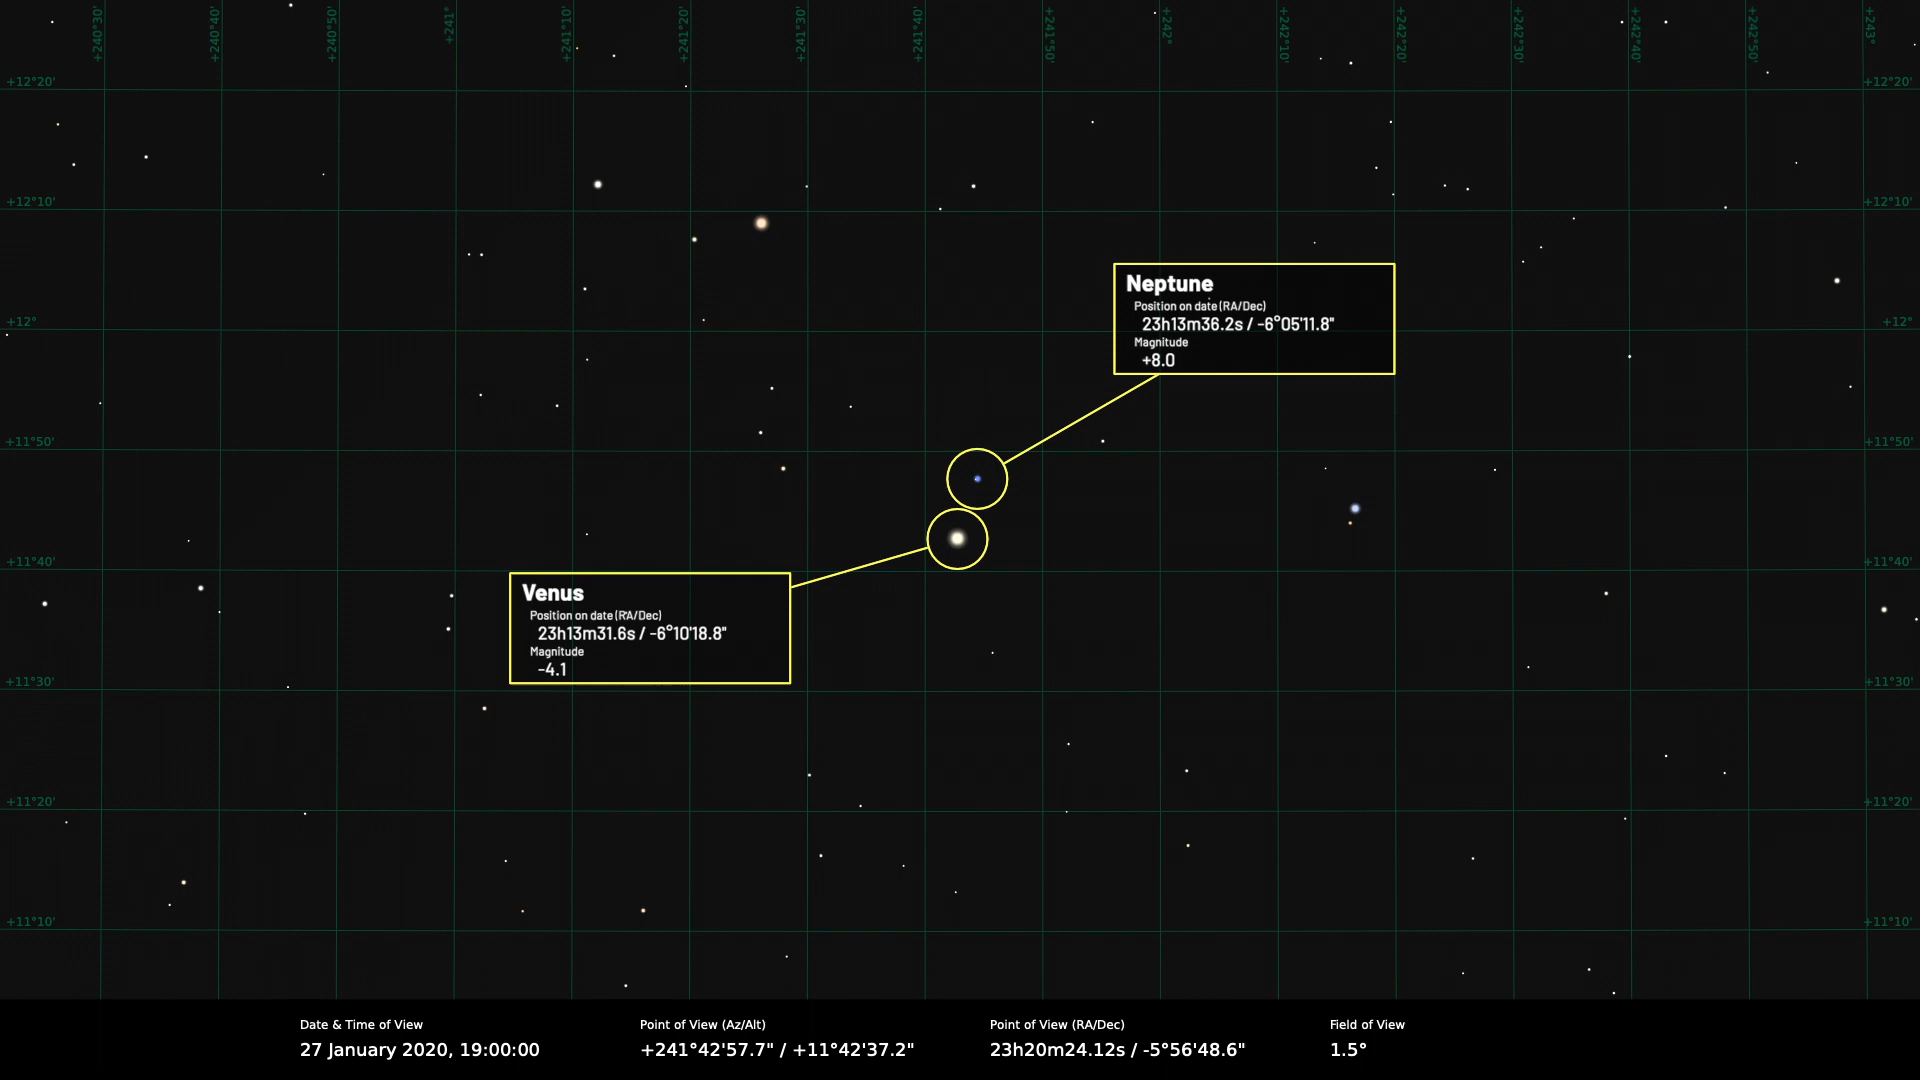 +240°30' +240°40' +240°50' +241° +241°10' +241°20' +241°30' +241°40' +241°50' +242° +242°10' +242°20' +242°30' +242°40' +242°50' +243°
+12°20' +12°20'
+12°10' +12°10'
Neptune
Position on date (RA/Dec)
+12° 23h13m36.2s / -6°05'11.8" +12°
Magnitude
+8.0
+11°50' +11°50'
+11°40' +11°40'
Venus
Position on date (RA/Dec)
23h13m31.6s / -6°10'18.8"
Magnitude
-4.1
+11°30' +11°30'
+11°20' +11°20'
+11°10' +11°10'
Date & Time of View Point of View (Az/Alt) Point of View (RA/Dec) Field of View
27 January 2020, 19:00:00 +241°42'57.7" / +11°42'37.2" 23h20m24.12s / -5°56'48.6" 1.5°